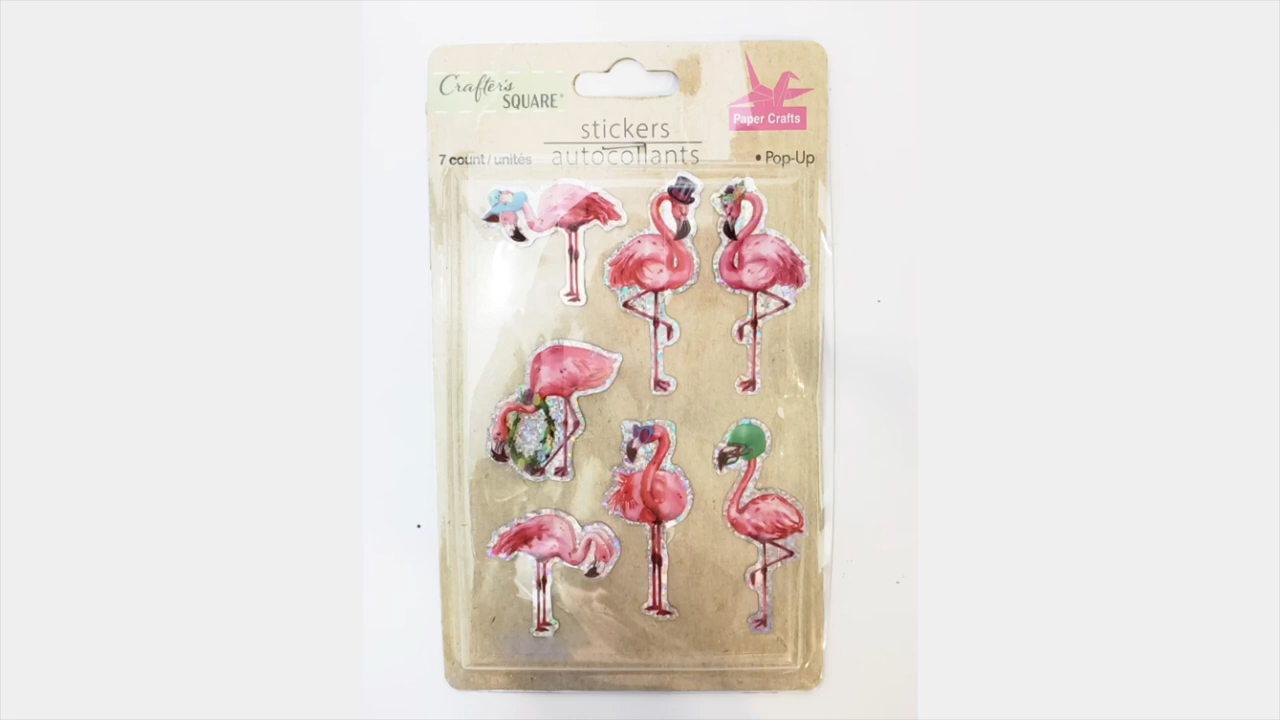 Crafter's
SQUARE®
Paper Crafts
stickers
autocollants
7 count / unités
• Pop-Up